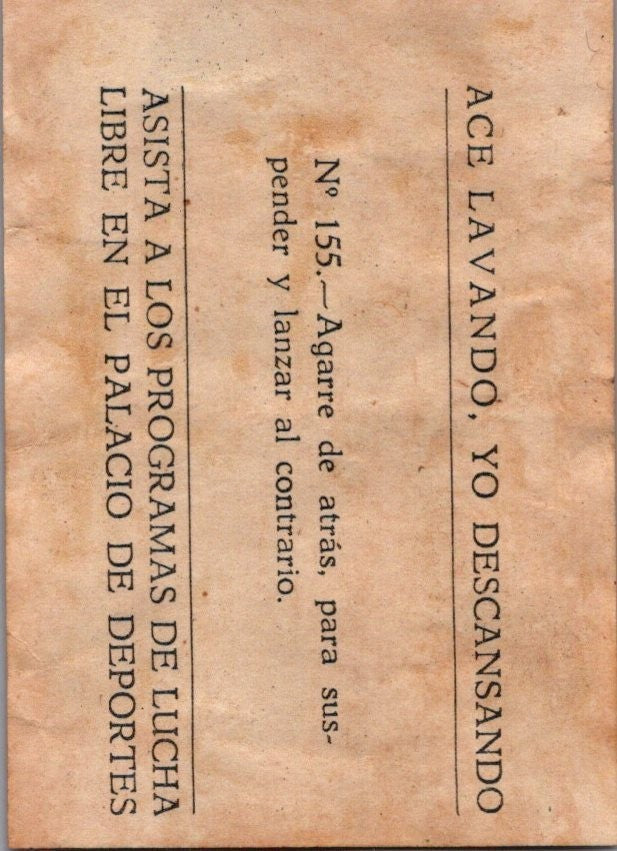 ACE LAVANDO, YO DESCANSANDO
Nº 155.—Agarre de atrás, para sus-
pender y lanzar al contrario.
ASISTA A LOS PROGRAMAS DE LUCHA
LIBRE EN EL PALACIO DE DEPORTES